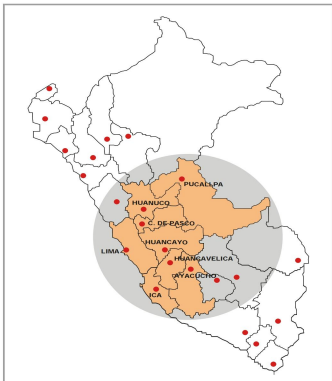 PUCALLPA
HUANUCO
C. DE PASCO
HUANCAYO
LIMA
HUANCAVELICA
AYACUCHO
ICA